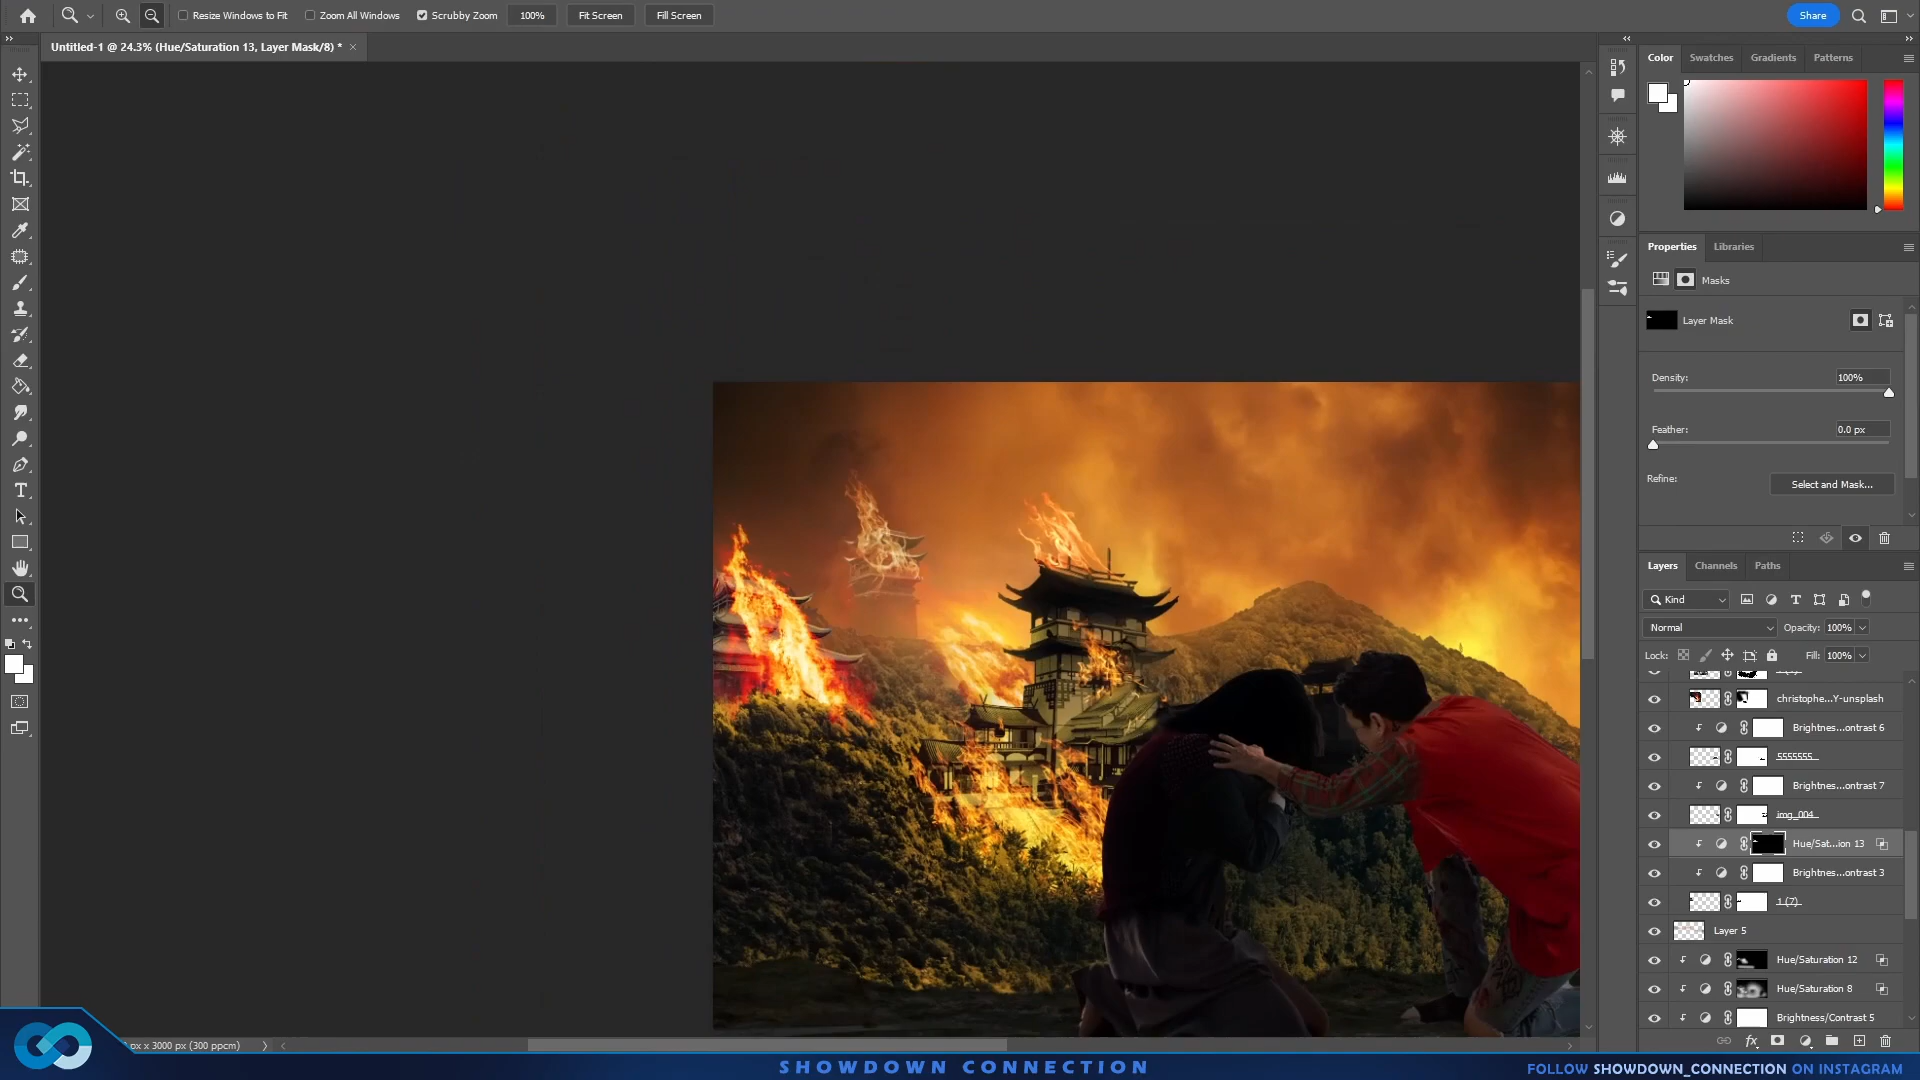 Resize Windows to Fit
Zoom All Windows
Scrubby Zoom
100%
Fit Screen
Fill Screen
Share
Untitled-1 @ 24.3% (Hue/Saturation 13, Layer Mask/8) *
Color
Swatches
Gradients
Patterns
Properties
Libraries
Masks
Layer Mask
Density:
100%
Feather:
0.0 px
Refine:
Select and Mask...
Layers
Channels
Paths
Kind
Normal
Opacity:
100%
Lock:
Fill:
100%
christophe...Y-unsplash
Brightnes...ontrast 6
5555555
Brightnes...ontrast 7
img_004
Hue/Sat...ion 13
Brightnes...ontrast 3
1 (7)
Layer 5
Hue/Saturation 12
Hue/Saturation 8
Brightness/Contrast 5
px x 3000 px (300 ppcm)
SHOWDOWN CONNECTION
FOLLOW SHOWDOWN_CONNECTION ON INSTAGRAM